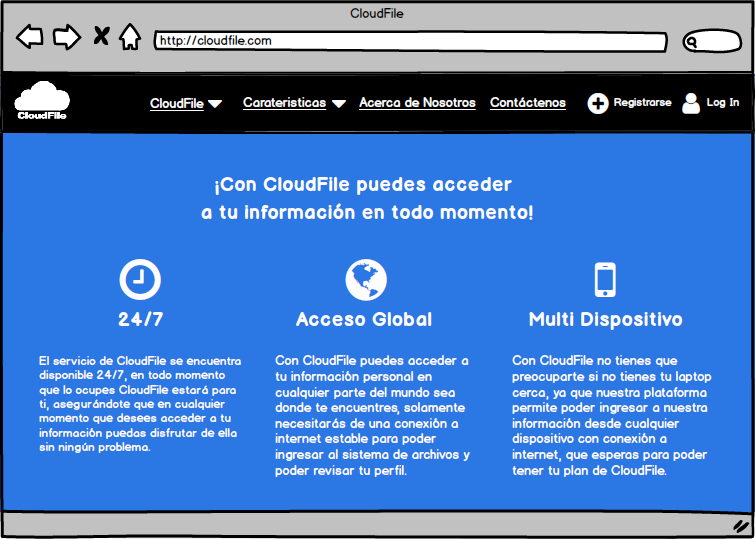 CloudFile
http://cloudfile.com
CloudFile
CloudFile
Carateristicas
Acerca de Nosotros
Contáctenos
Registrarse
Log In
¡Con CloudFile puedes acceder
a tu información en todo momento!
24/7
El servicio de CloudFile se encuentra
disponible 24/7, en todo momento
que lo ocupes CloudFile estará para
ti, asegurándote que en cualquier
momento que desees acceder a tu
información puedas disfrutar de ella
sin ningún problema.
Acceso Global
Con CloudFile puedes acceder a
tu información personal en
cualquier parte del mundo sea
donde te encuentres, solamente
necesitarás de una conexión a
internet estable para poder
ingresar al sistema de archivos y
poder revisar tu perfil.
Multi Dispositivo
Con CloudFile no tienes que
preocuparte si no tienes tu laptop
cerca, ya que nuestra plataforma
permite poder ingresar a nuestra
información desde cualquier
dispositivo con conexión a
internet, que esperas para poder
tener tu plan de CloudFile.